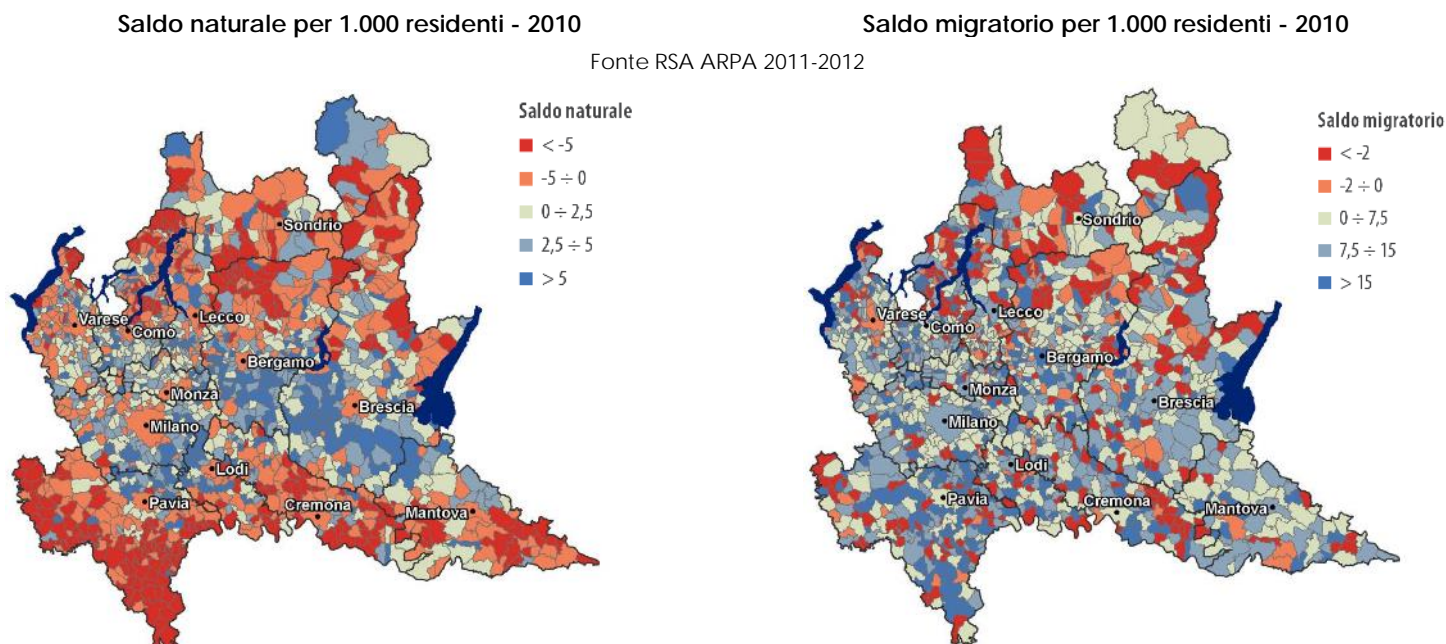 Saldo naturale per 1.000 residenti - 2010
Saldo migratorio per 1.000 residenti - 2010
Fonte RSA ARPA 2011-2012
Saldo naturale
< -5
-5 ÷ 0
0 ÷ 2,5
2,5 ÷ 5
> 5
Sondrio
Varese
Como
Lecco
Bergamo
Monza
Brescia
Milano
Lodi
Pavia
Cremona
Mantova
Saldo migratorio
< -2
-2 ÷ 0
0 ÷ 7,5
7,5 ÷ 15
> 15
Sondrio
Varese
Como
Lecco
Bergamo
Monza
Brescia
Milano
Lodi
Pavia
Cremona
Mantova